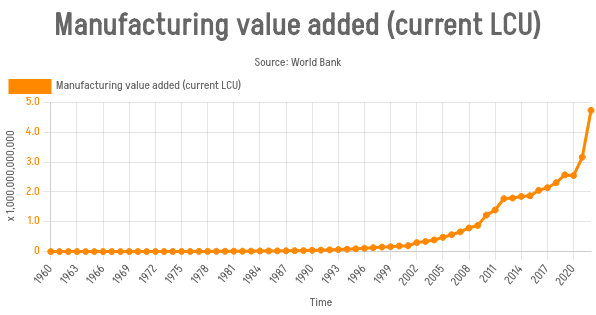 Manufacturing value added (current LCU)
Source: World Bank
Manufacturing value added (current LCU)
5.0
4.0
3.0
2.0
1.0
0
x 1,000,000,000,000
1960 1963 1966 1969 1972 1975 1978 1981 1984 1987 1990 1993 1996 1999 2002 2005 2008 2011 2014 2017 2020
Time